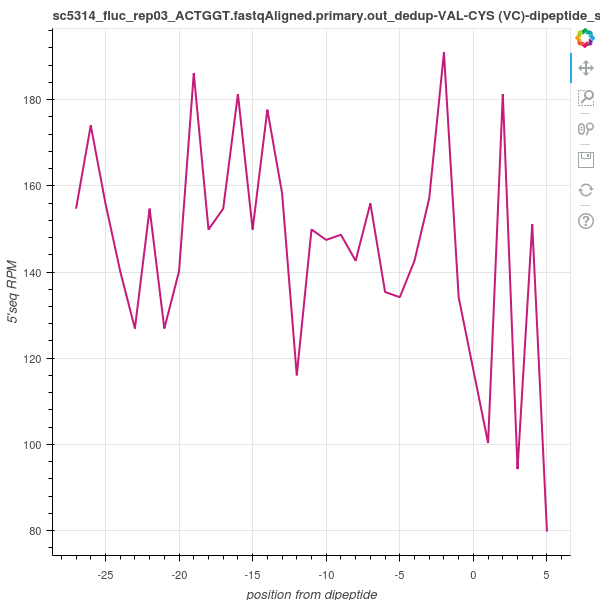 sc5314_fluc_rep03_ACTGGT.fastqAligned.primary.out_dedup-VAL-CYS (VC)-dipeptide_s
180
160
140
120
100
80
5'seq RPM
-25 -20 -15 -10 -5 0 5
position from dipeptide